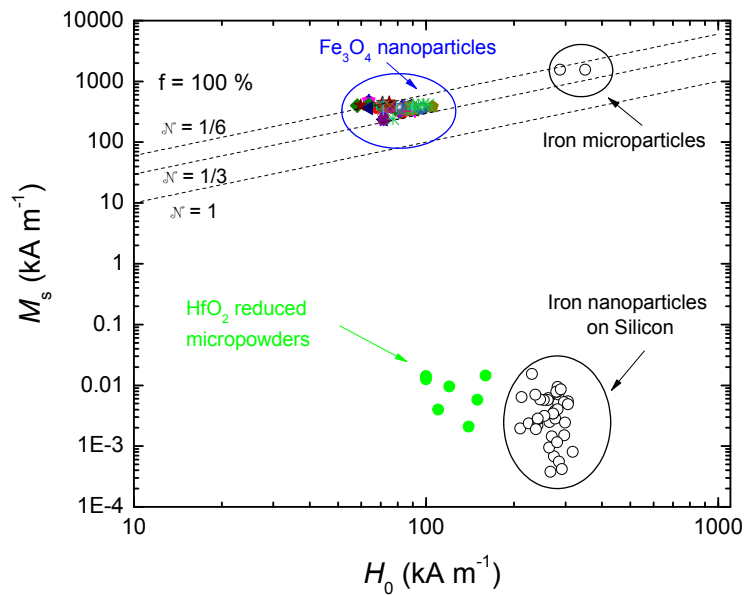 10000
1000
100
10
1
0.1
0.01
1E-3
1E-4
10
100
1000
Mₛ (kA m⁻¹)
H₀ (kA m⁻¹)
Fe₃O₄ nanoparticles
f = 100 %
𝒩 = 1/6
𝒩 = 1/3
𝒩 = 1
Iron microparticles
HfO₂ reduced
micropowders
Iron nanoparticles
on Silicon